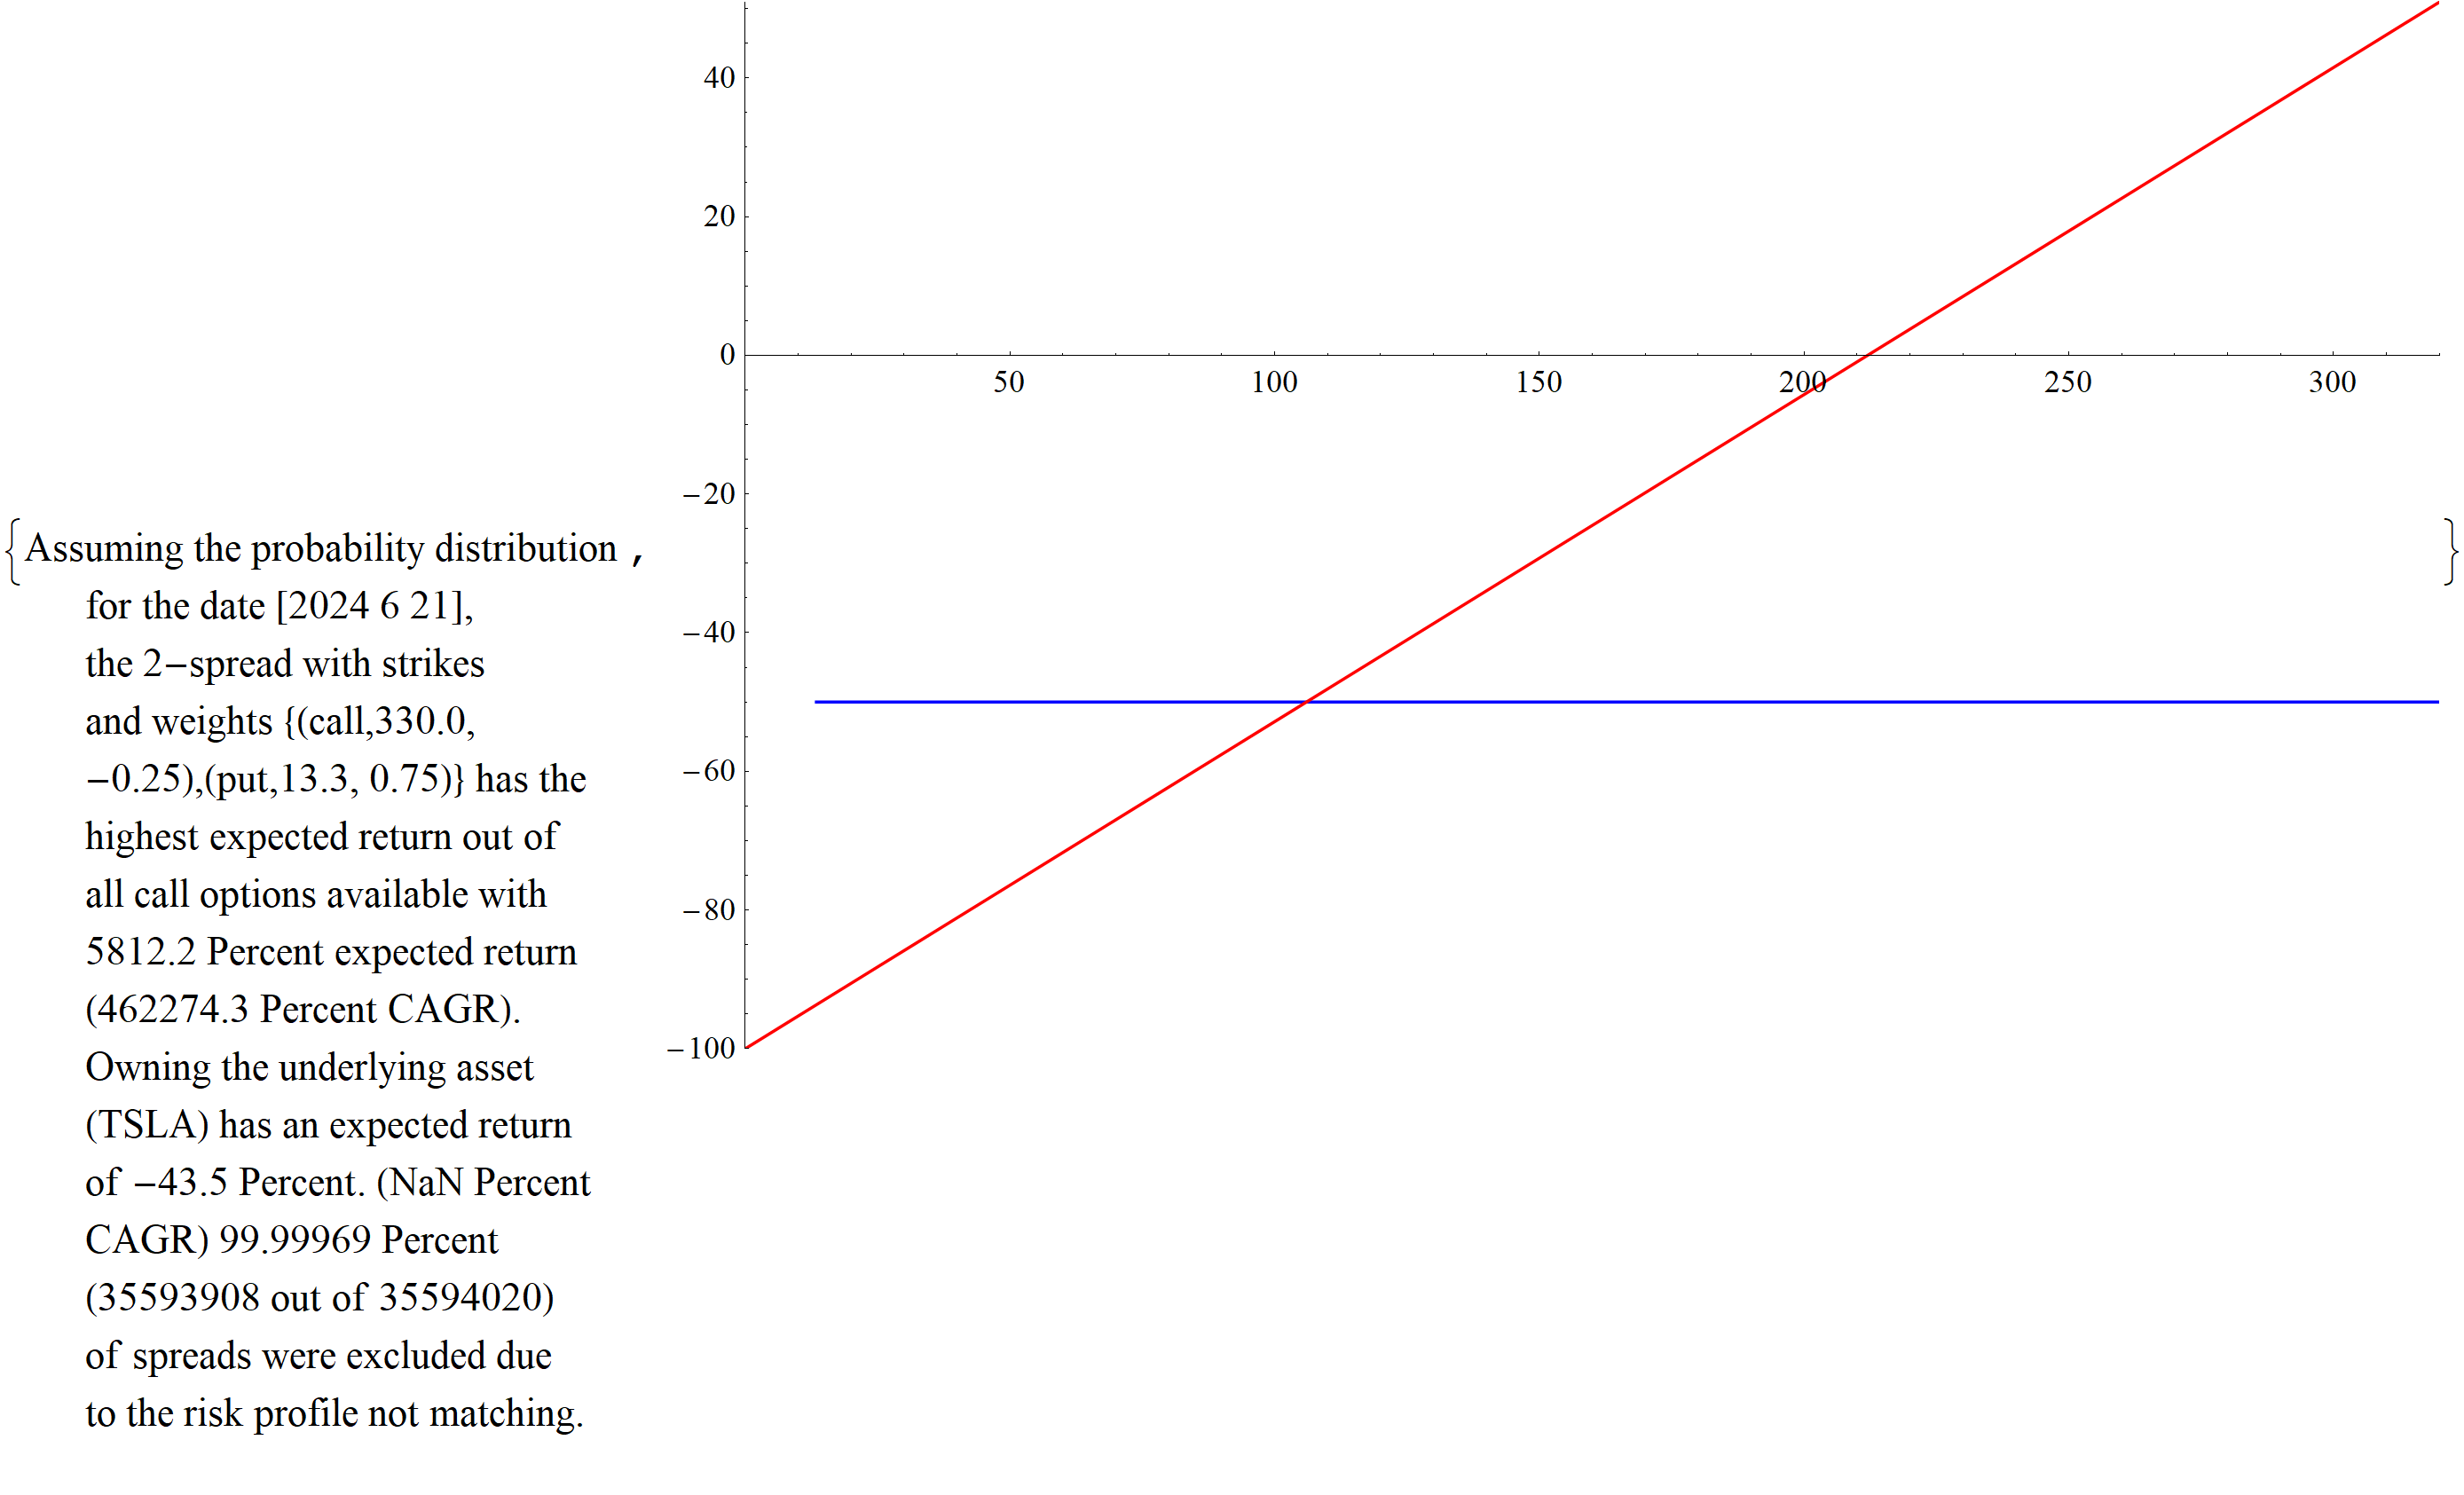 {Assuming the probability distribution ,
for the date [2024 6 21],
the 2−spread with strikes
and weights {(call,330.0,
−0.25),(put,13.3, 0.75)} has the
highest expected return out of
all call options available with
5812.2 Percent expected return
(462274.3 Percent CAGR).
Owning the underlying asset
(TSLA) has an expected return
of −43.5 Percent. (NaN Percent
CAGR) 99.99969 Percent
(35593908 out of 35594020)
of spreads were excluded due
to the risk profile not matching.
40
20
0
−20
−40
−60
−80
−100
50 100 150 200 250 300
}